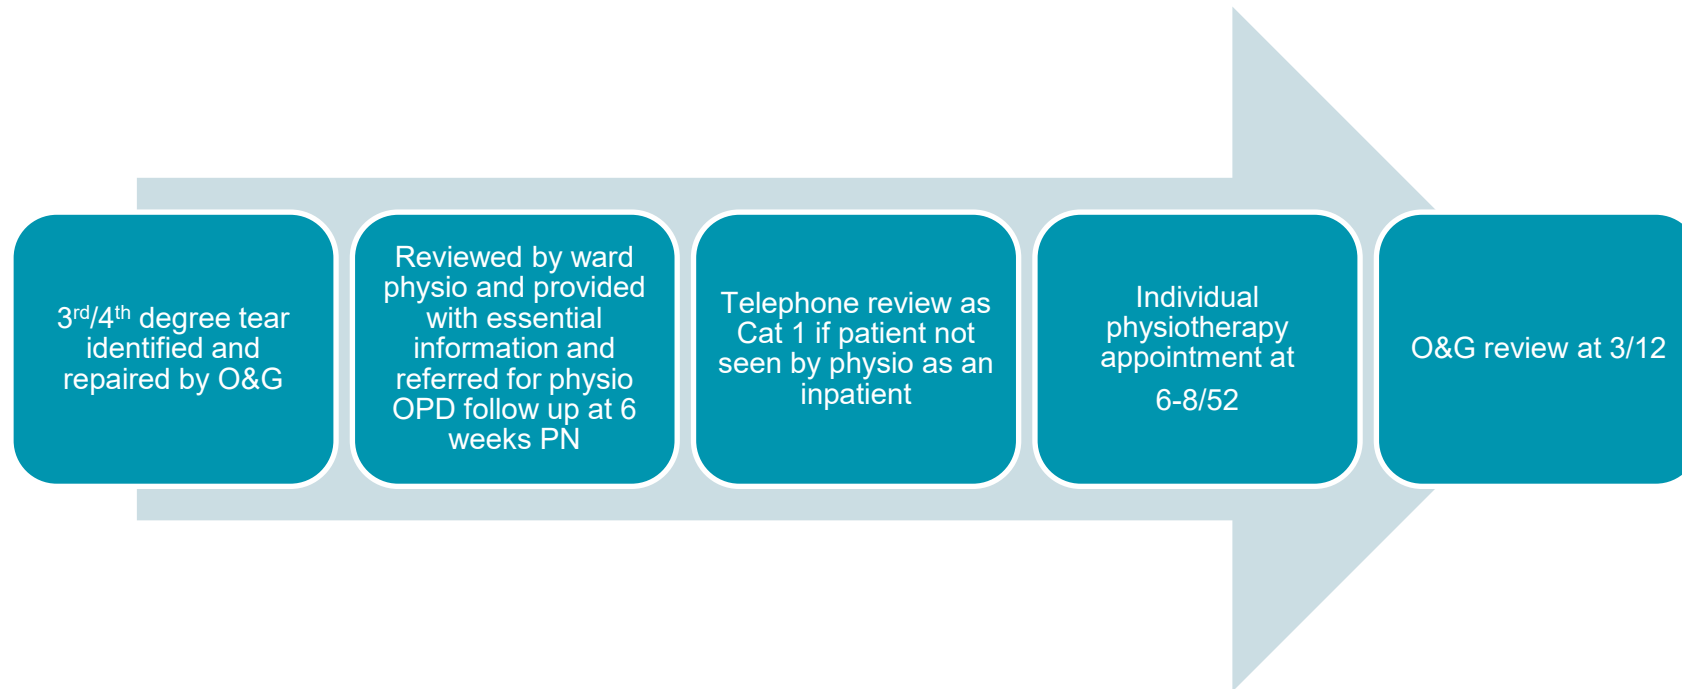 3rd/4th degree tear
identified and
repaired by O&G
Reviewed by ward
physio and provided
with essential
information and
referred for physio
OPD follow up at 6
weeks PN
Telephone review as
Cat 1 if patient not
seen by physio as an
inpatient
Individual
physiotherapy
appointment at
6-8/52
O&G review at 3/12